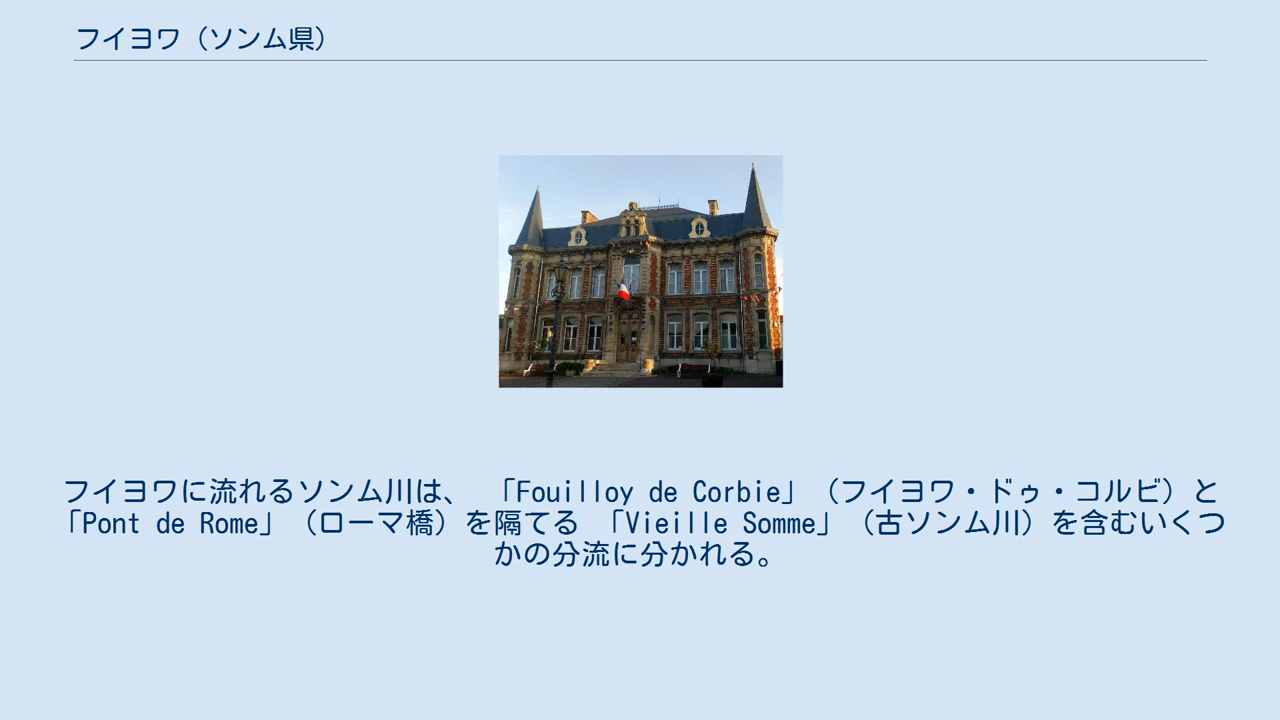 フイヨワ（ソンム県）
フイヨワに流れるソンム川は、 「Fouilloy de Corbie」（フイヨワ・ドゥ・コルビ）と
「Pont de Rome」（ローマ橋）を隔てる 「Vieille Somme」（古ソンム川）を含むいくつ
かの分流に分かれる。